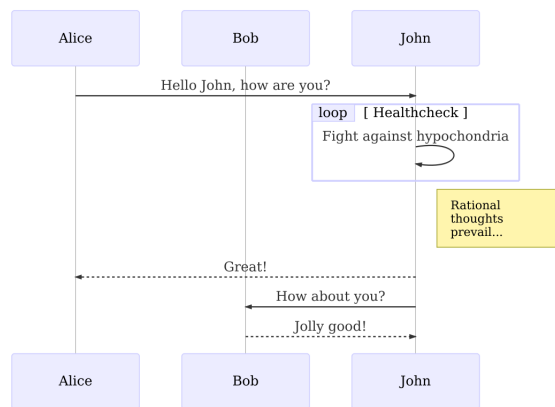 Alice
Bob
John
Hello John, how are you?
loop
[ Healthcheck ]
Fight against hypochondria
Rational
thoughts
prevail...
Great!
How about you?
Jolly good!
Alice
Bob
John